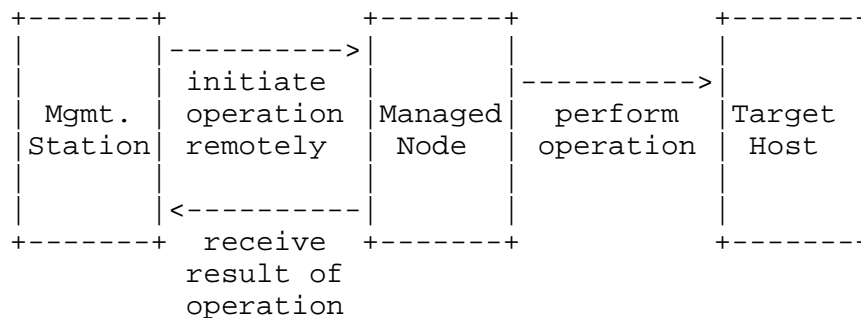 +-------+          +-------+              +-------+
|       |---------->|       |              |       |
|       | initiate |       |---------->|       |
| Mgmt. | operation |Managed| perform |Target |
|Station| remotely | Node  | operation | Host  |
|       |          |       |              |       |
|       |<----------|       |              |       |
+-------+ receive +-------+              +-------+
result of
operation